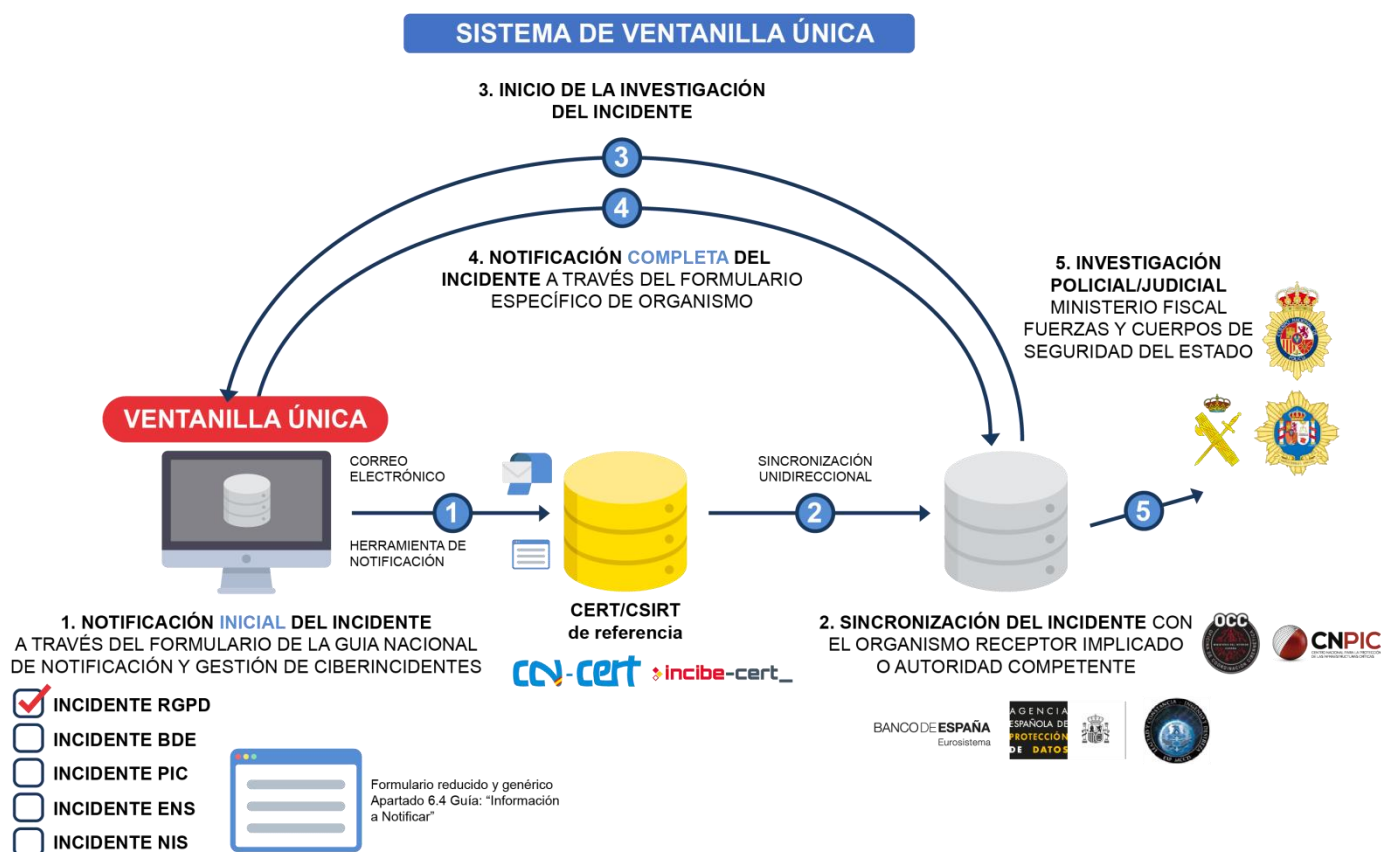 SISTEMA DE VENTANILLA ÚNICA
3. INICIO DE LA INVESTIGACIÓN
DEL INCIDENTE
3
4
4. NOTIFICACIÓN COMPLETA DEL
INCIDENTE A TRAVÉS DEL FORMULARIO
ESPECÍFICO DE ORGANISMO
5. INVESTIGACIÓN
POLICIAL/JUDICIAL
MINISTERIO FISCAL
FUERZAS Y CUERPOS DE
SEGURIDAD DEL ESTADO
VENTANILLA ÚNICA
CORREO
ELECTRÓNICO
1
HERRAMIENTA DE
NOTIFICACIÓN
SINCRONIZACIÓN
UNIDIRECCIONAL
2
5
CERT/CSIRT
de referencia
ccn-cert
incibe-cert_
1. NOTIFICACIÓN INICIAL DEL INCIDENTE
A TRAVÉS DEL FORMULARIO DE LA GUIA NACIONAL
DE NOTIFICACIÓN Y GESTIÓN DE CIBERINCIDENTES
INCIDENTE RGPD
INCIDENTE BDE
INCIDENTE PIC
INCIDENTE ENS
INCIDENTE NIS
Formulario reducido y genérico
Apartado 6.4 Guía: “Información
a Notificar”
2. SINCRONIZACIÓN DEL INCIDENTE CON
EL ORGANISMO RECEPTOR IMPLICADO
O AUTORIDAD COMPETENTE
OCC
CNPIC
BANCO DE ESPAÑA
Eurosistema
AGENCIA
ESPAÑOLA DE
PROTECCIÓN
DE DATOS